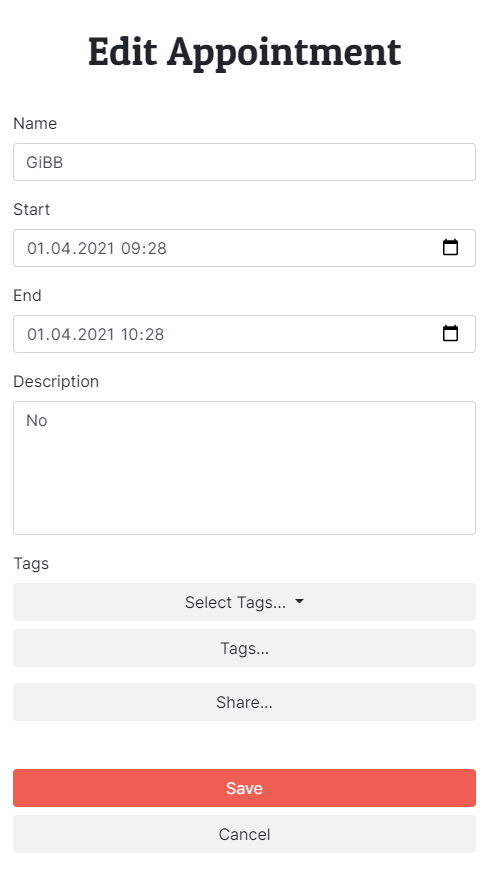 Edit Appointment
Name
GiBB
Start
01.04.2021 09:28
End
01.04.2021 10:28
Description
No
Tags
Select Tags...
Tags...
Share...
Save
Cancel